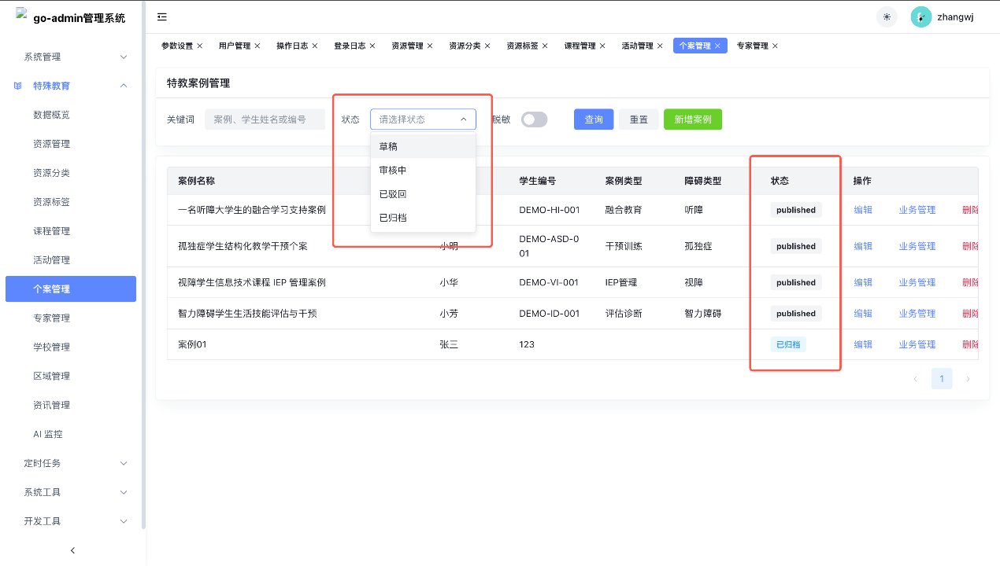 go-admin管理系统
zhangwj
参数设置
用户管理
操作日志
登录日志
资源管理
资源分类
资源标签
课程管理
活动管理
个案管理
专家管理
系统管理
特殊教育
数据概览
资源管理
资源分类
资源标签
课程管理
活动管理
个案管理
专家管理
学校管理
区域管理
资讯管理
AI 监控
定时任务
系统工具
开发工具
特教案例管理
关键词 案例、学生姓名或编号 状态 请选择状态 脱敏 查询 重置 新增案例
草稿
审核中
已驳回
已归档
案例名称 学生编号 案例类型 障碍类型 状态 操作
一名听障大学生的融合学习支持案例 DEMO-HI-001 融合教育 听障 published 编辑 业务管理 删除
孤独症学生结构化教学干预个案 小明 DEMO-ASD-001 干预训练 孤独症 published 编辑 业务管理 删除
视障学生信息技术课程 IEP 管理案例 小华 DEMO-VI-001 IEP管理 视障 published 编辑 业务管理 删除
智力障碍学生生活技能评估与干预 小芳 DEMO-ID-001 评估诊断 智力障碍 published 编辑 业务管理 删除
案例01 张三 123 已归档 编辑 业务管理 删除
1